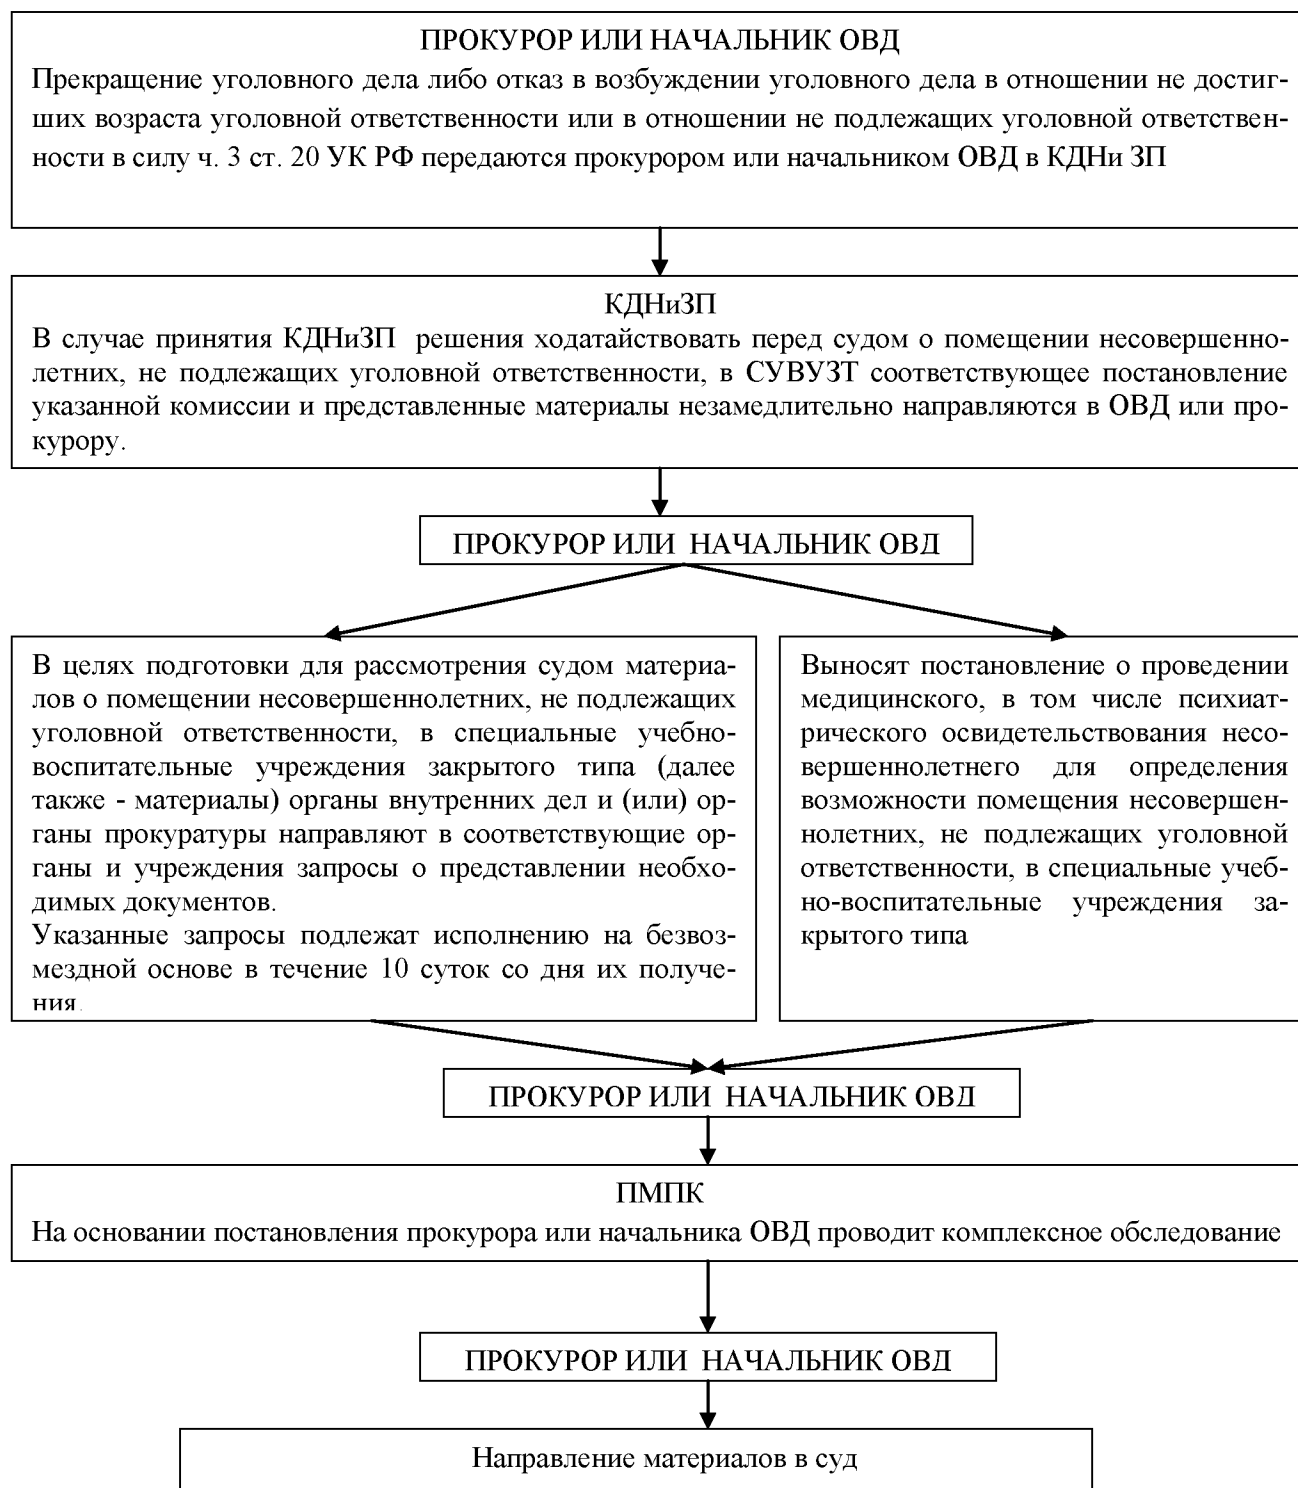 ПРОКУРОР ИЛИ НАЧАЛЬНИК ОВД
Прекращение уголовного дела либо отказ в возбуждении уголовного дела в отношении не достиг-
ших возраста уголовной ответственности или в отношении не подлежащих уголовной ответствен-
ности в силу ч. 3 ст. 20 УК РФ передаются прокурором или начальником ОВД в КДНи ЗП
КДНиЗП
В случае принятия КДНиЗП решения ходатайствовать перед судом о помещении несовершенно-
летних, не подлежащих уголовной ответственности, в СУВУЗТ соответствующее постановление
указанной комиссии и представленные материалы незамедлительно направляются в ОВД или про-
курору.
ПРОКУРОР ИЛИ НАЧАЛЬНИК ОВД
В целях подготовки для рассмотрения судом материа-
лов о помещении несовершеннолетних, не подлежащих
уголовной ответственности, в специальные учебно-
воспитательные учреждения закрытого типа (далее
также - материалы) органы внутренних дел и (или) ор-
ганы прокуратуры направляют в соответствующие ор-
ганы и учреждения запросы о представлении необхо-
димых документов.
Указанные запросы подлежат исполнению на безвоз-
мездной основе в течение 10 суток со дня их получе-
ния.
Выносят постановление о проведении
медицинского, в том числе психиат-
рического освидетельствования несо-
вершеннолетнего для определения
возможности помещения несовершен-
нолетних, не подлежащих уголовной
ответственности, в специальные учеб-
но-воспитательные учреждения за-
крытого типа
ПРОКУРОР ИЛИ НАЧАЛЬНИК ОВД
ПМПК
На основании постановления прокурора или начальника ОВД проводит комплексное обследование
ПРОКУРОР ИЛИ НАЧАЛЬНИК ОВД
Направление материалов в суд